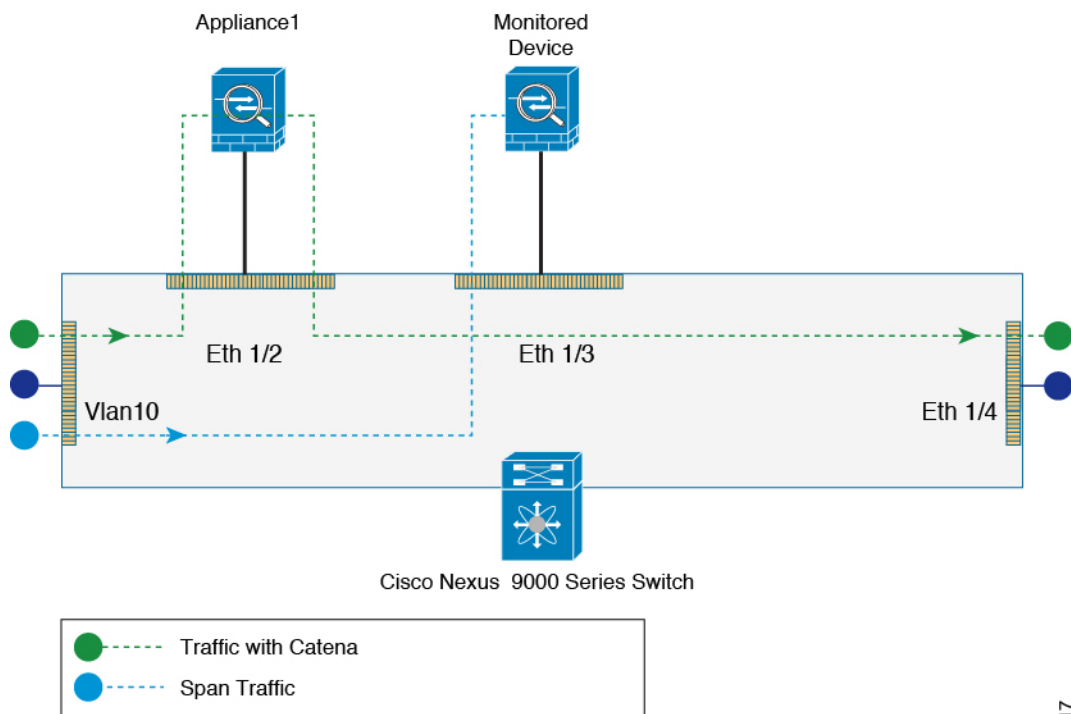 Appliance1
Monitored
Device
Eth 1/2
Eth 1/3
Vlan10
Eth 1/4
Cisco Nexus 9000 Series Switch
Traffic with Catena
Span Traffic